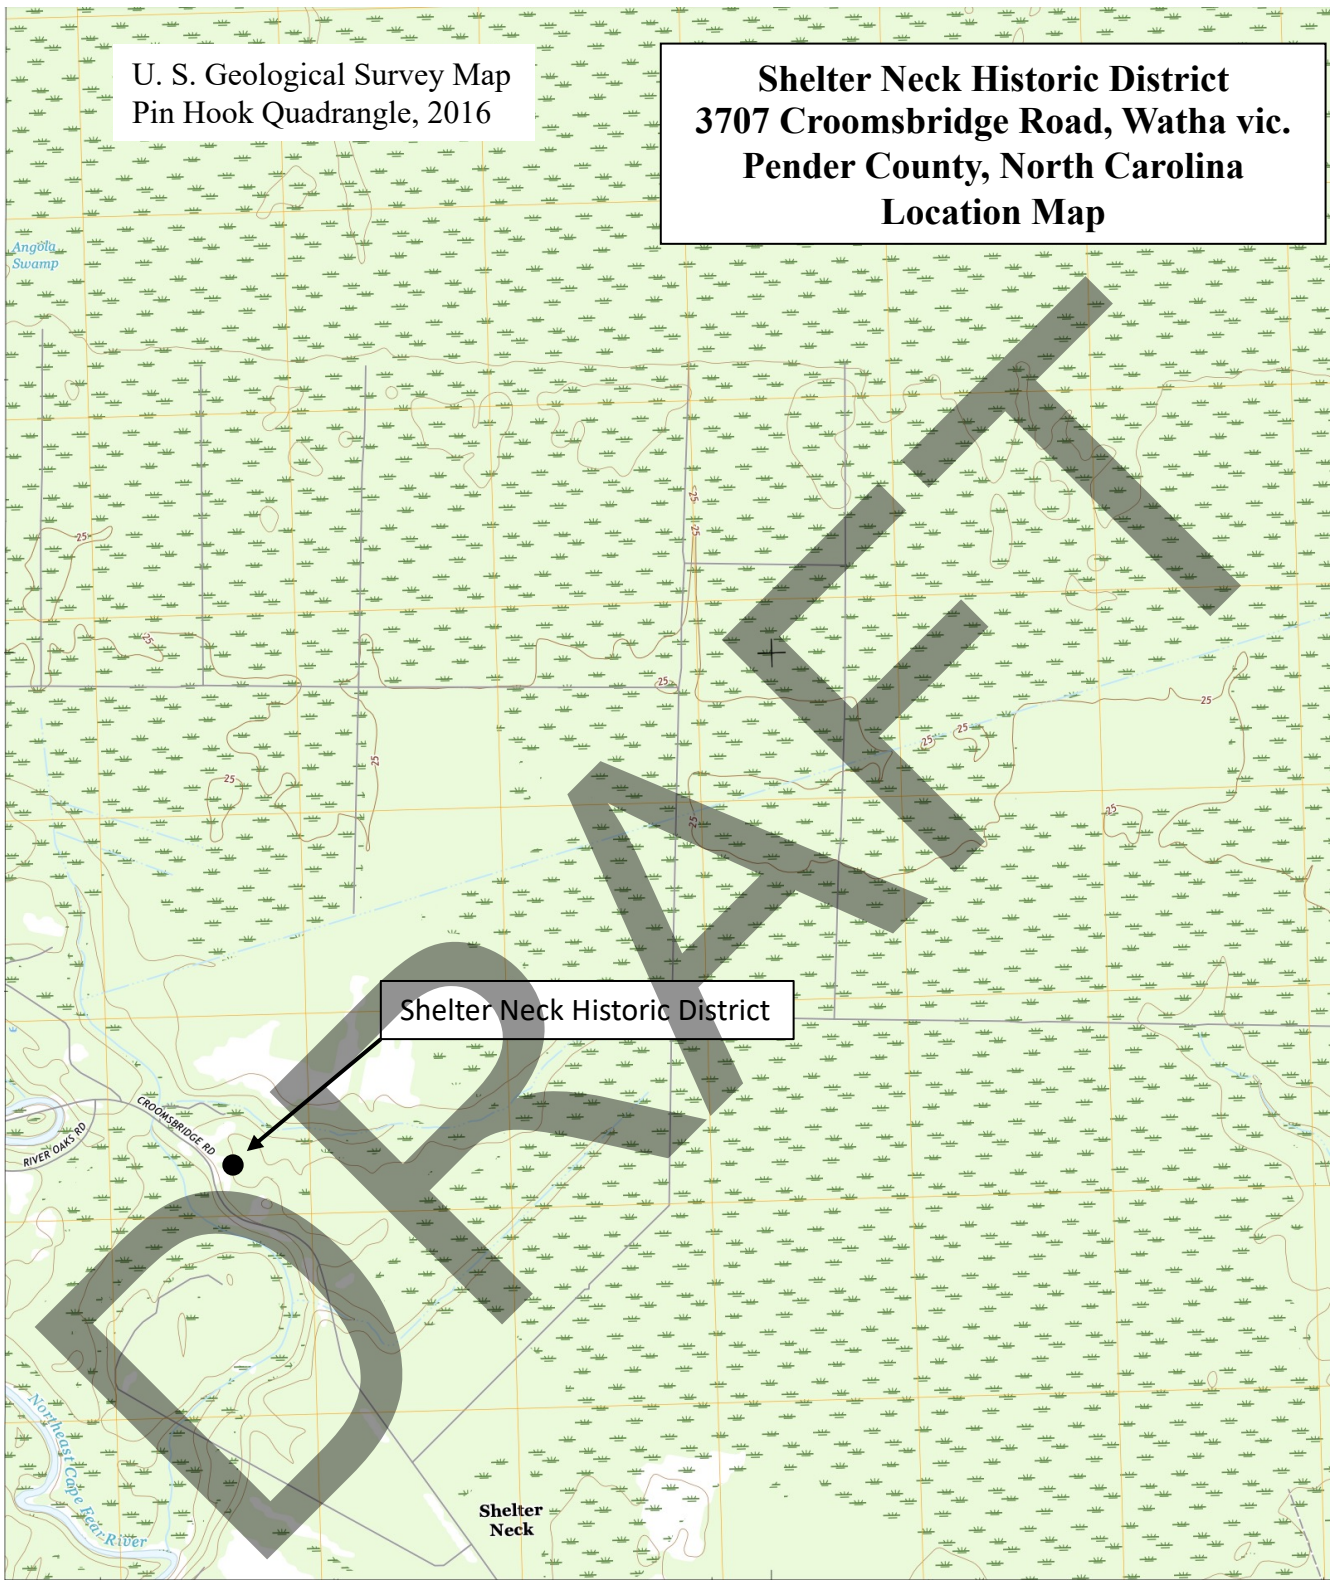 U. S. Geological Survey Map
Pin Hook Quadrangle, 2016
Shelter Neck Historic District
3707 Croomsbridge Road, Watha vic.
Pender County, North Carolina
Location Map
Angola
Swamp
25
25
25
25
25
25
25
25
25
25
25
25
DRAFT
Shelter Neck Historic District
CROOMSBRIDGE RD
RIVER OAKS RD
Northeast Cape Fear River
Shelter
Neck